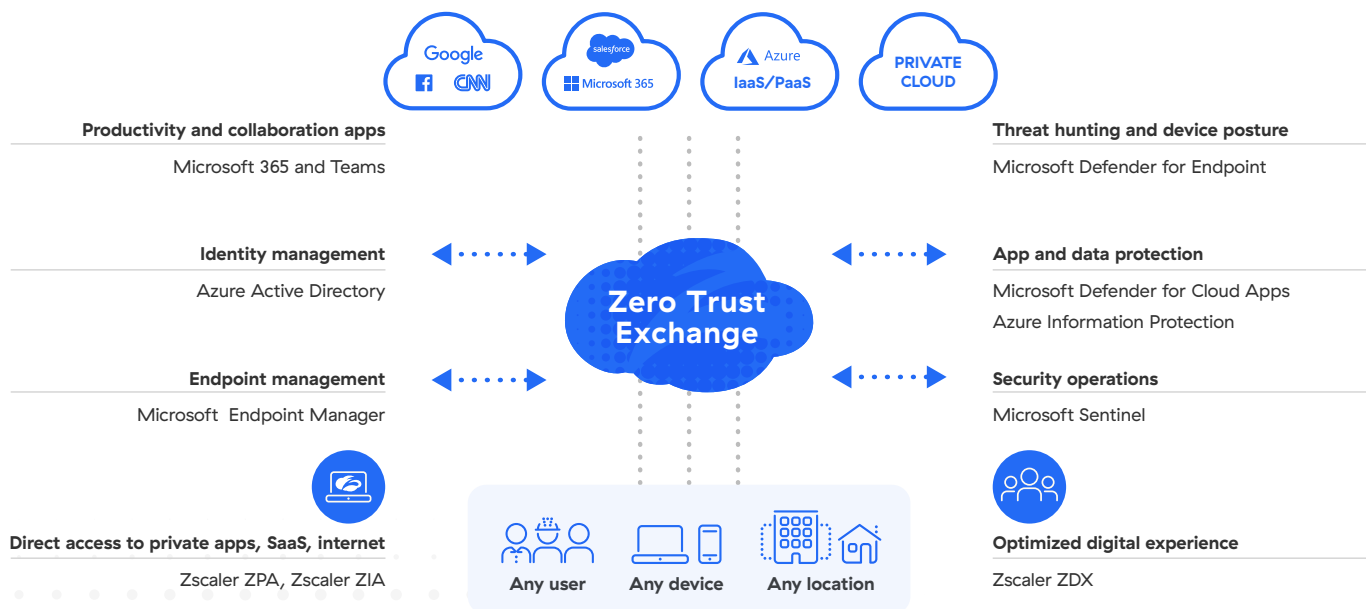 Google
CNN
salesforce
Microsoft 365
Azure
IaaS/PaaS
PRIVATE
CLOUD
Productivity and collaboration apps
Microsoft 365 and Teams
Identity management
Azure Active Directory
Endpoint management
Microsoft Endpoint Manager
Direct access to private apps, SaaS, internet
Zscaler ZPA, Zscaler ZIA
Zero Trust
Exchange
Any user
Any device
Any location
Threat hunting and device posture
Microsoft Defender for Endpoint
App and data protection
Microsoft Defender for Cloud Apps
Azure Information Protection
Security operations
Microsoft Sentinel
Optimized digital experience
Zscaler ZDX